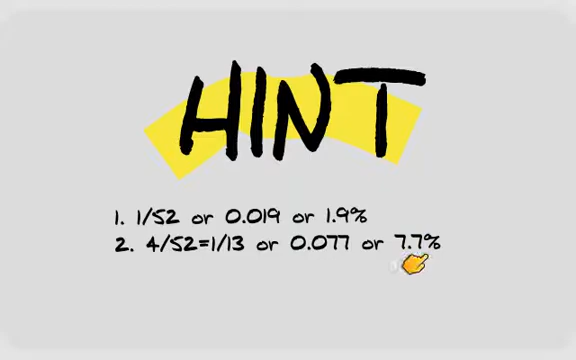 HINT
1. 1/52 or 0.019 or 1.9%
2. 4/52=1/13 or 0.077 or 7.7%